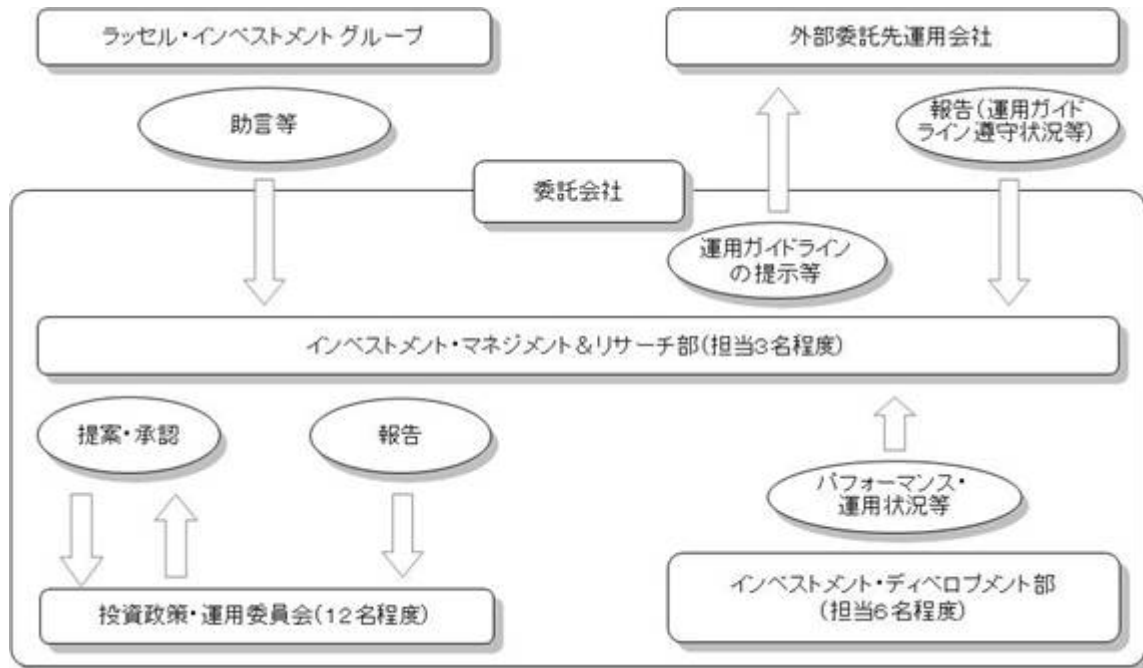 ラッセル・インベストメント グループ
外部委託先運用会社
助言等
報告(運用ガイド
ライン遵守状況等)
委託会社
運用ガイドライン
の提示等
インベストメント・マネジメント＆リサーチ部(担当3名程度)
提案・承認
報告
パフォーマンス・
運用状況等
投資政策・運用委員会(12名程度)
インベストメント・ディベロプメント部
(担当6名程度)